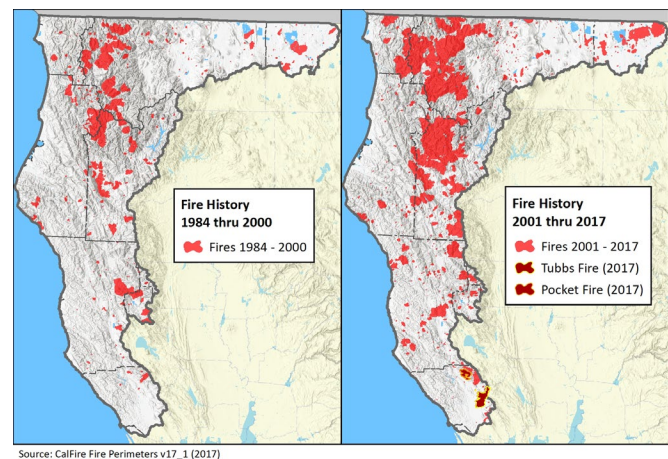 Fire History
1984 thru 2000
Fires 1984 - 2000
Fire History
2001 thru 2017
Fires 2001 - 2017
Tubbs Fire (2017)
Pocket Fire (2017)
Source: CalFire Fire Perimeters v17_1 (2017)